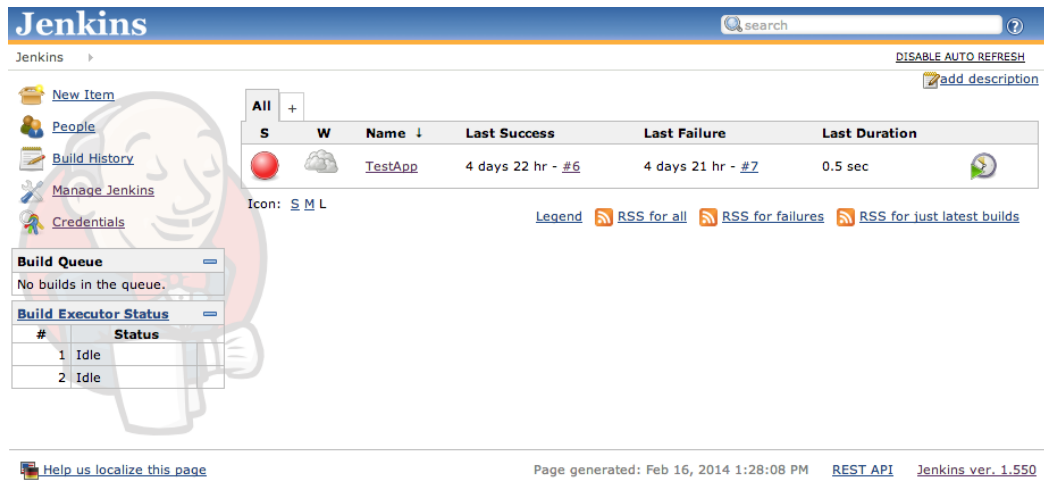 Jenkins
search
Jenkins
DISABLE AUTO REFRESH
add description
New Item
People
Build History
Manage Jenkins
Credentials
Build Queue
No builds in the queue.
Build Executor Status
# Status
1 Idle
2 Idle
All +
S W Name ↓ Last Success Last Failure Last Duration
TestApp 4 days 22 hr - #6 4 days 21 hr - #7 0.5 sec
Icon: S M L
Legend RSS for all RSS for failures RSS for just latest builds
Help us localize this page
Page generated: Feb 16, 2014 1:28:08 PM REST API Jenkins ver. 1.550